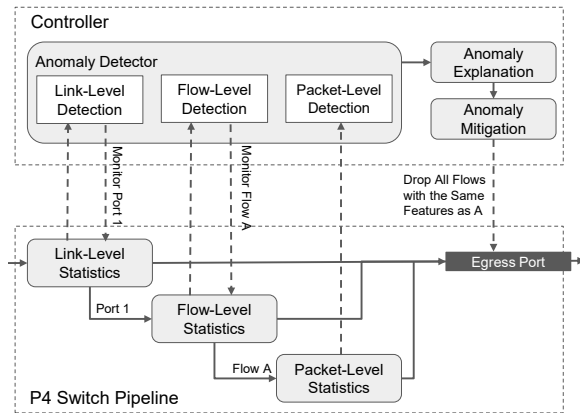 Controller
Anomaly Detector
Link-Level
Detection
Flow-Level
Detection
Packet-Level
Detection
Anomaly
Explanation
Anomaly
Mitigation
Monitor Port 1
Monitor Flow A
Drop All Flows
with the Same
Features as A
Link-Level
Statistics
Egress Port
Port 1
Flow-Level
Statistics
Flow A
Packet-Level
Statistics
P4 Switch Pipeline